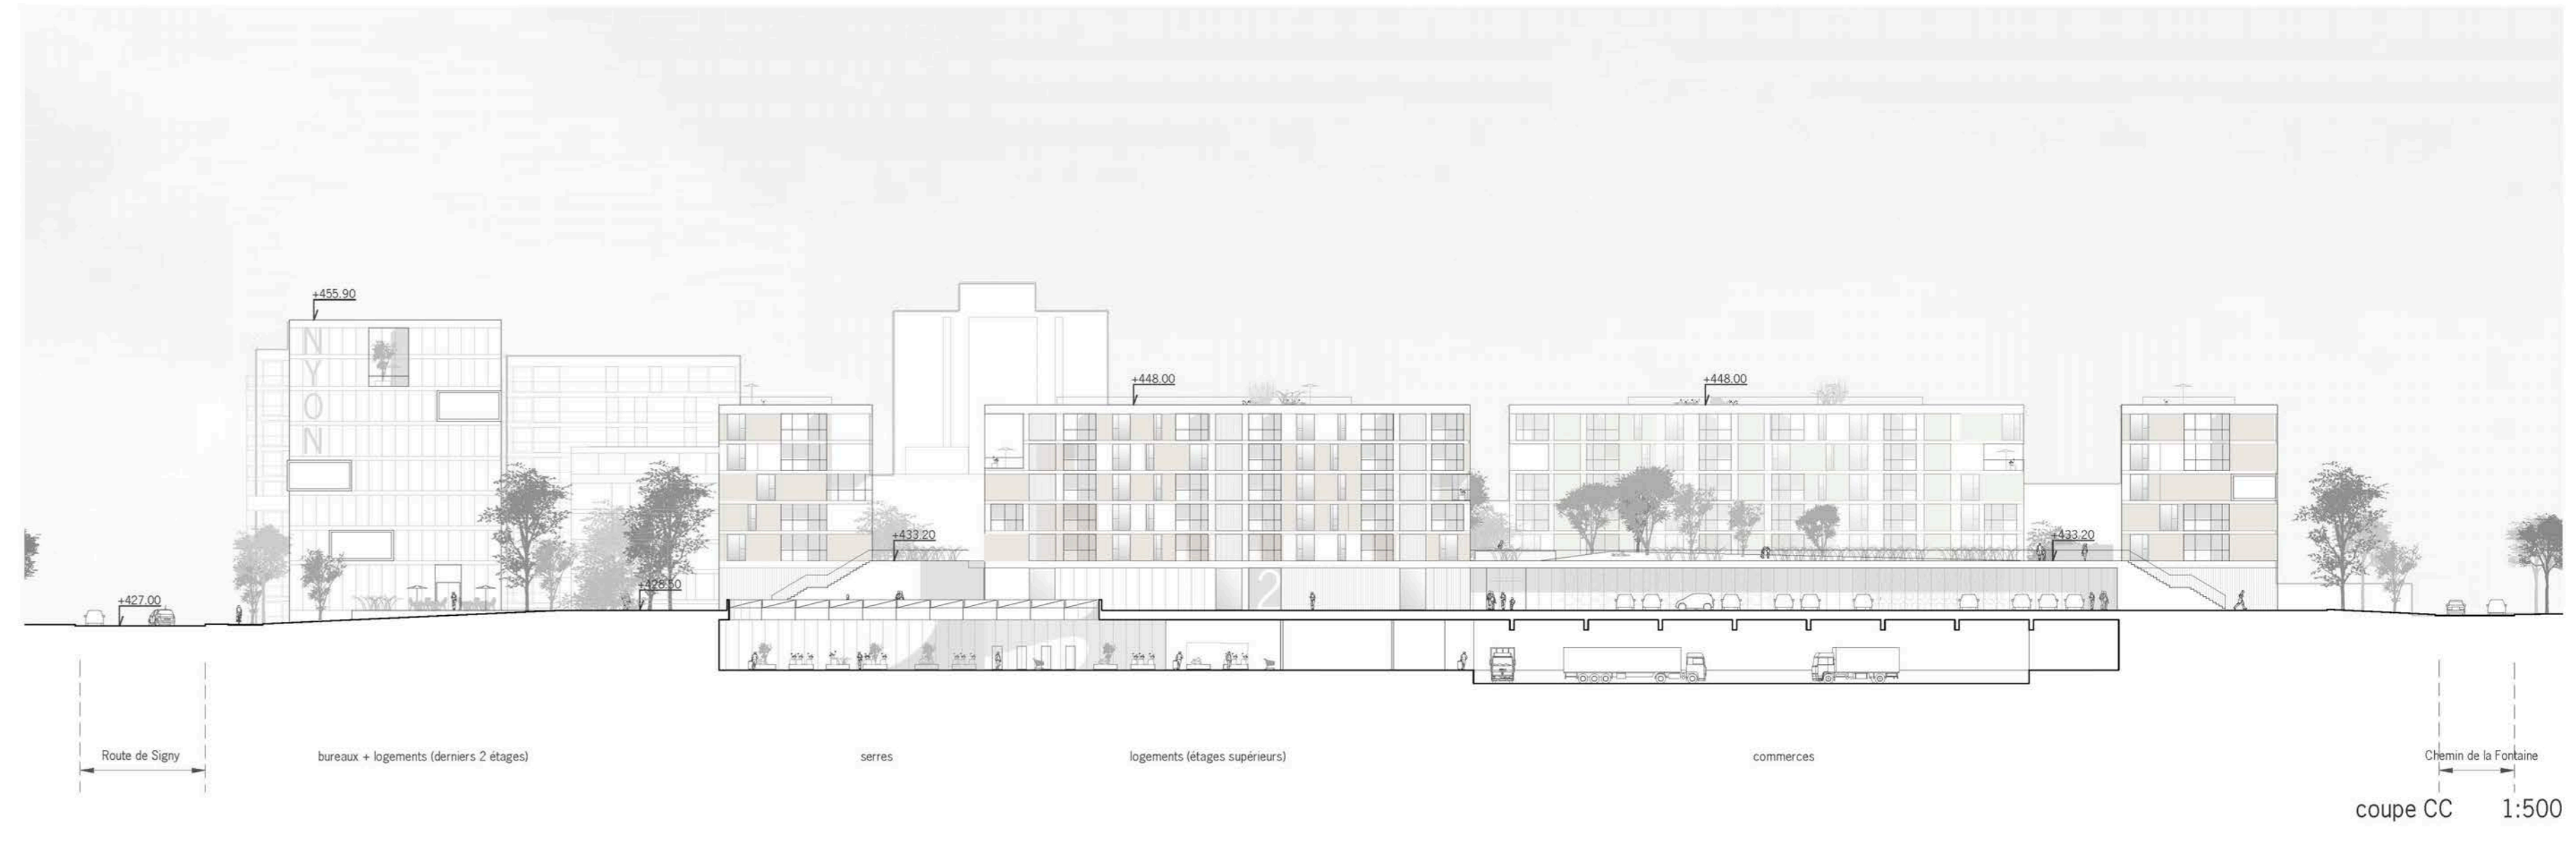 +455.90
NYON
+448.00
+448.00
+433.20
+433.20
+428.50
+427.00
2
Route de Signy
bureaux + logements (derniers 2 étages)
serres
logements (étages supérieurs)
commerces
Chemin de la Fontaine
coupe CC 1:500